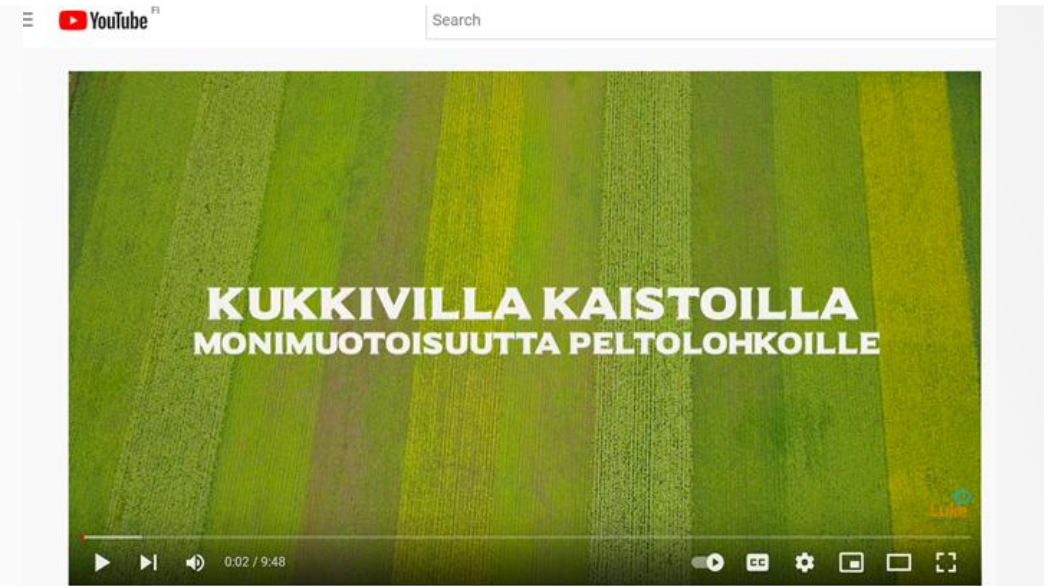 YouTube FI
Search
KUKKIVILLA KAISTOILLA
MONIMUOTOISUUTTA PELTOLOHKOILLE
Luke
0:02 / 9:48
CC